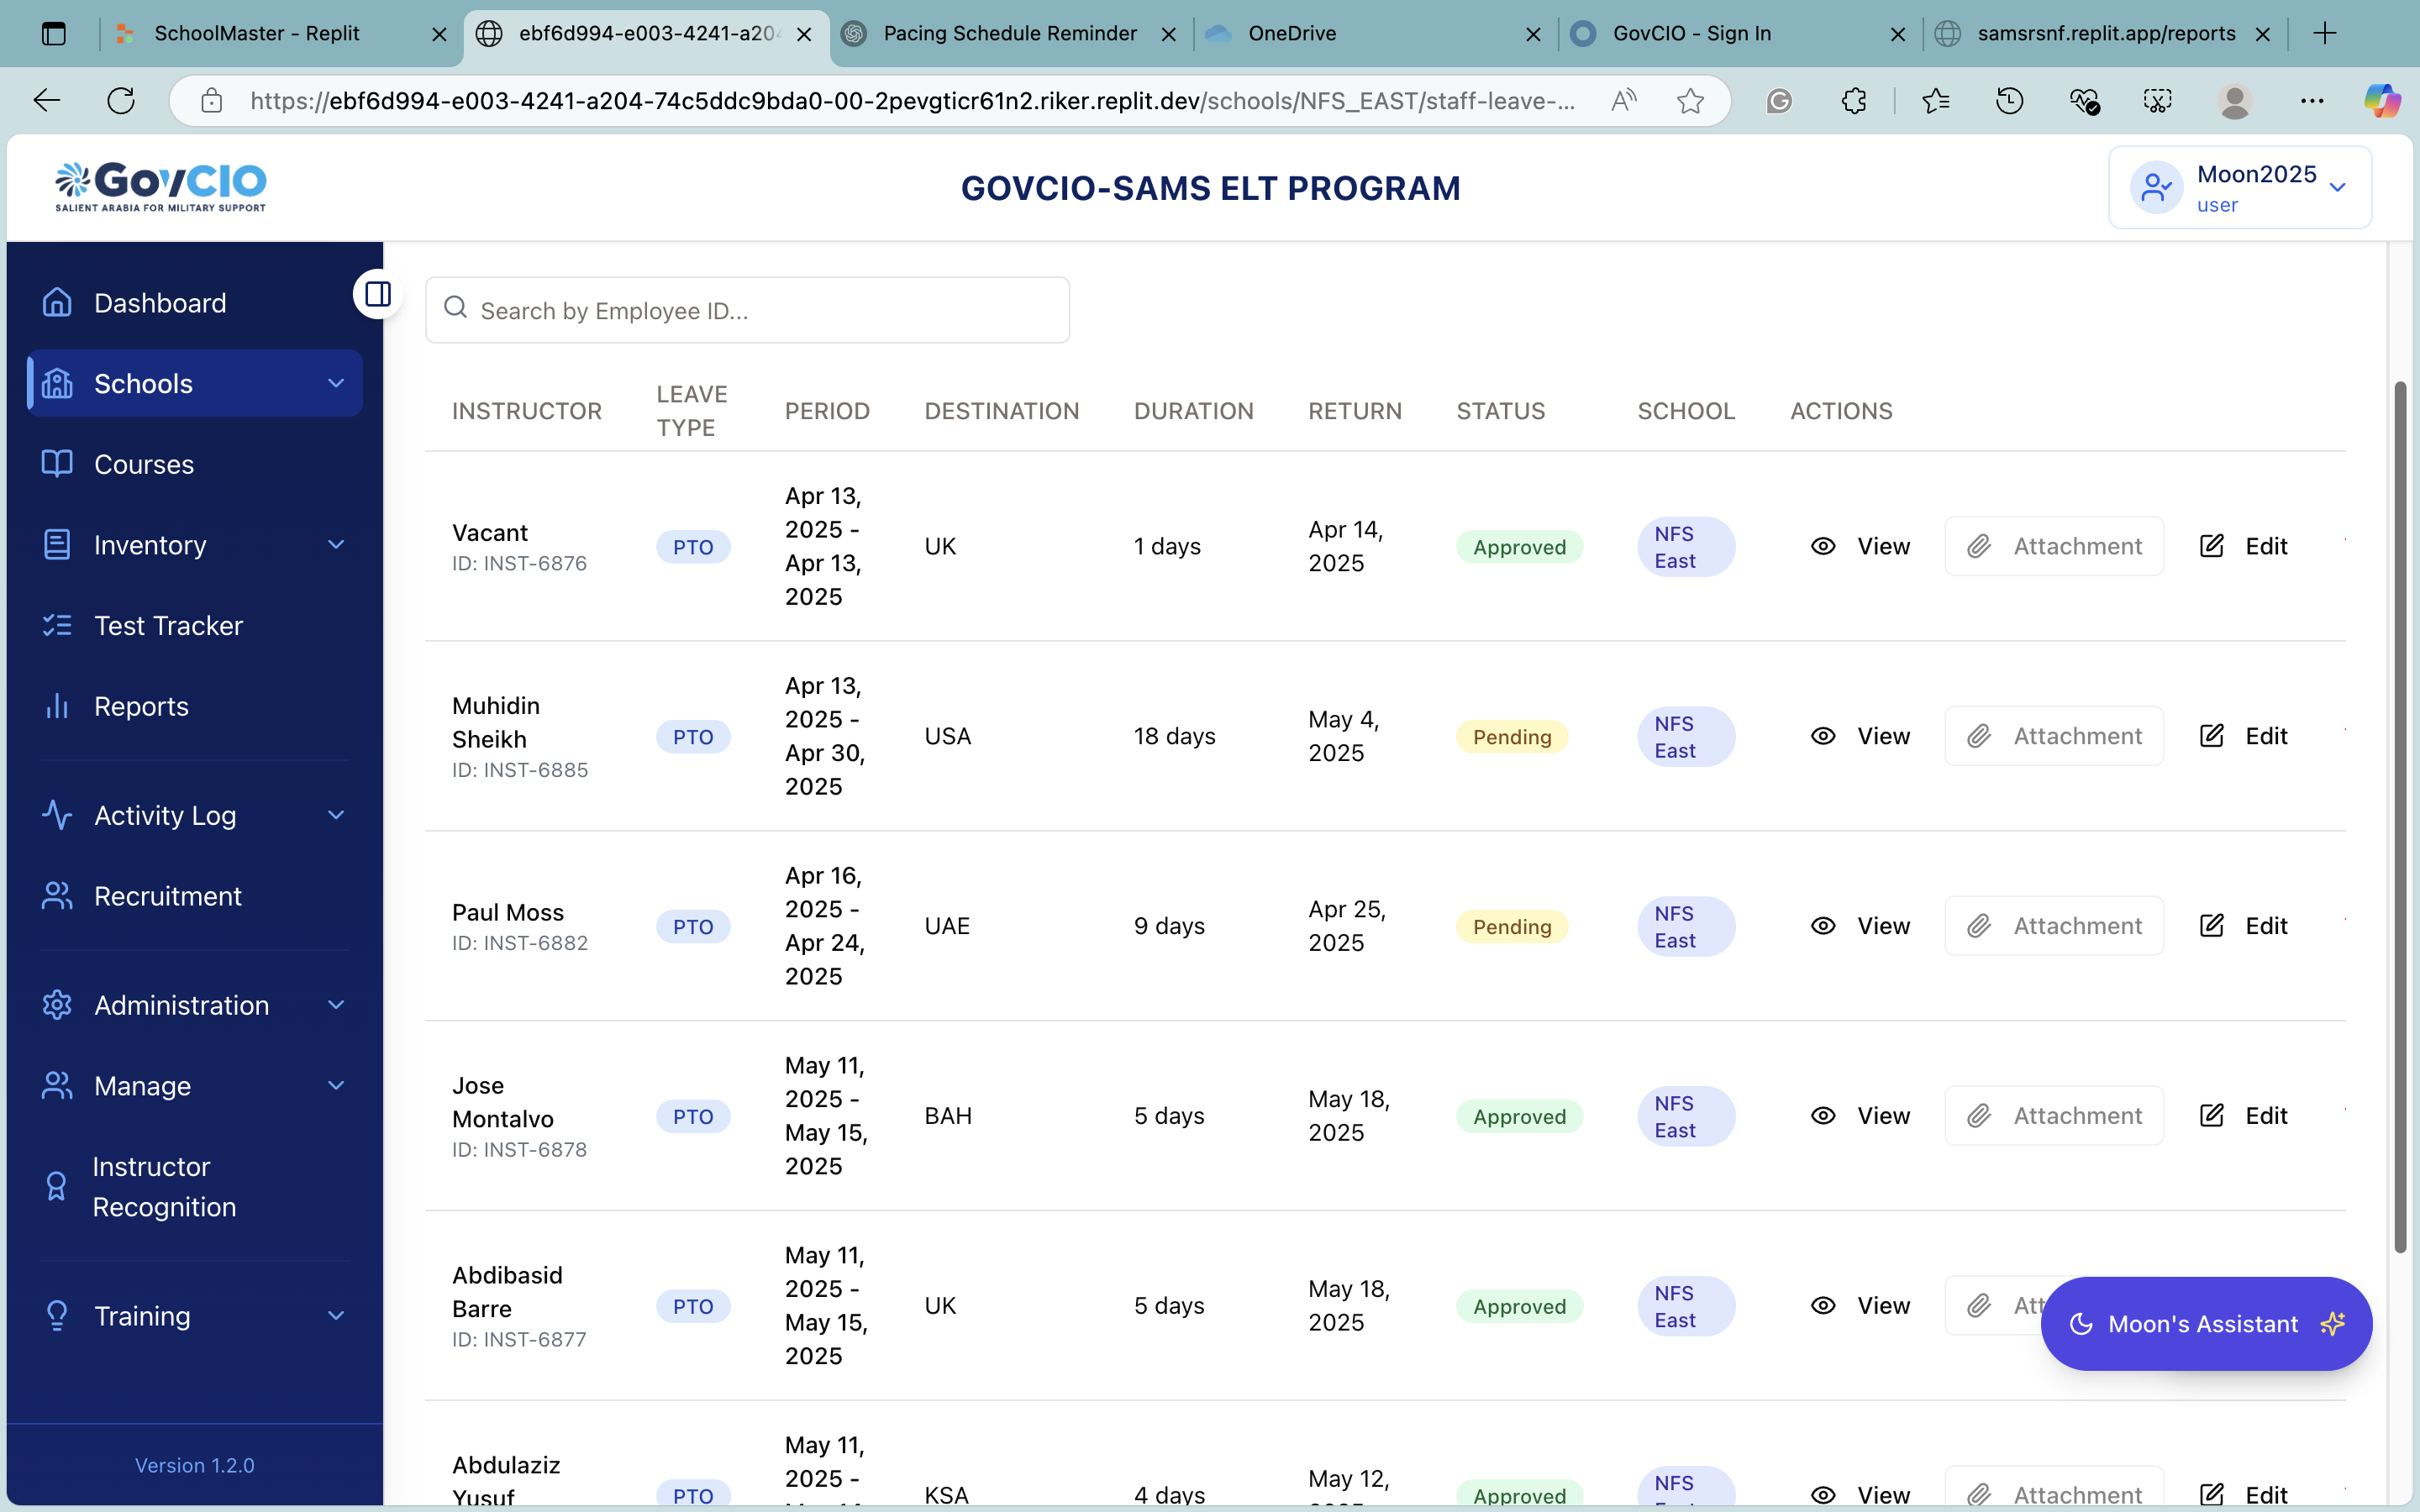 SchoolMaster - Replit
ebf6d994-e003-4241-a204
Pacing Schedule Reminder
OneDrive
GovCIO - Sign In
samsrsnf.replit.app/reports
https://ebf6d994-e003-4241-a204-74c5ddc9bda0-00-2pevgticr61n2.riker.replit.dev/schools/NFS_EAST/staff-leave-...
GovCIO
SALIENT ARABIA FOR MILITARY SUPPORT
GOVCIO-SAMS ELT PROGRAM
Moon2025
user
Dashboard
Schools
Courses
Inventory
Test Tracker
Reports
Activity Log
Recruitment
Administration
Manage
Instructor
Recognition
Training
Version 1.2.0
Search by Employee ID...
INSTRUCTOR
LEAVE
TYPE
PERIOD
DESTINATION
DURATION
RETURN
STATUS
SCHOOL
ACTIONS
Vacant
ID: INST-6876
PTO
Apr 13,
2025 -
Apr 13,
2025
UK
1 days
Apr 14,
2025
Approved
NFS
East
View
Attachment
Edit
Muhidin
Sheikh
ID: INST-6885
PTO
Apr 13,
2025 -
Apr 30,
2025
USA
18 days
May 4,
2025
Pending
NFS
East
View
Attachment
Edit
Paul Moss
ID: INST-6882
PTO
Apr 16,
2025 -
Apr 24,
2025
UAE
9 days
Apr 25,
2025
Pending
NFS
East
View
Attachment
Edit
Jose
Montalvo
ID: INST-6878
PTO
May 11,
2025 -
May 15,
2025
BAH
5 days
May 18,
2025
Approved
NFS
East
View
Attachment
Edit
Abdibasid
Barre
ID: INST-6877
PTO
May 11,
2025 -
May 15,
2025
UK
5 days
May 18,
2025
Approved
NFS
East
View
Att
Moon's Assistant
Abdulaziz
Yusuf
PTO
May 11,
2025 -
KSA
4 days
May 12,
Approved
NFS
View
Attachment
Edit